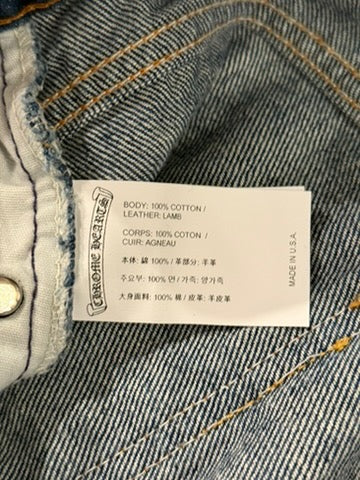 CHROME HEARTS
BODY: 100% COTTON /
LEATHER: LAMB
CORPS: 100% COTON /
CUIR: AGNEAU
本体: 綿 100% / 革部分: 羊革
주요부: 100% 면 / 가죽: 양가죽
大身面料: 100% 棉 / 皮革: 羊皮革
MADE IN U.S.A.